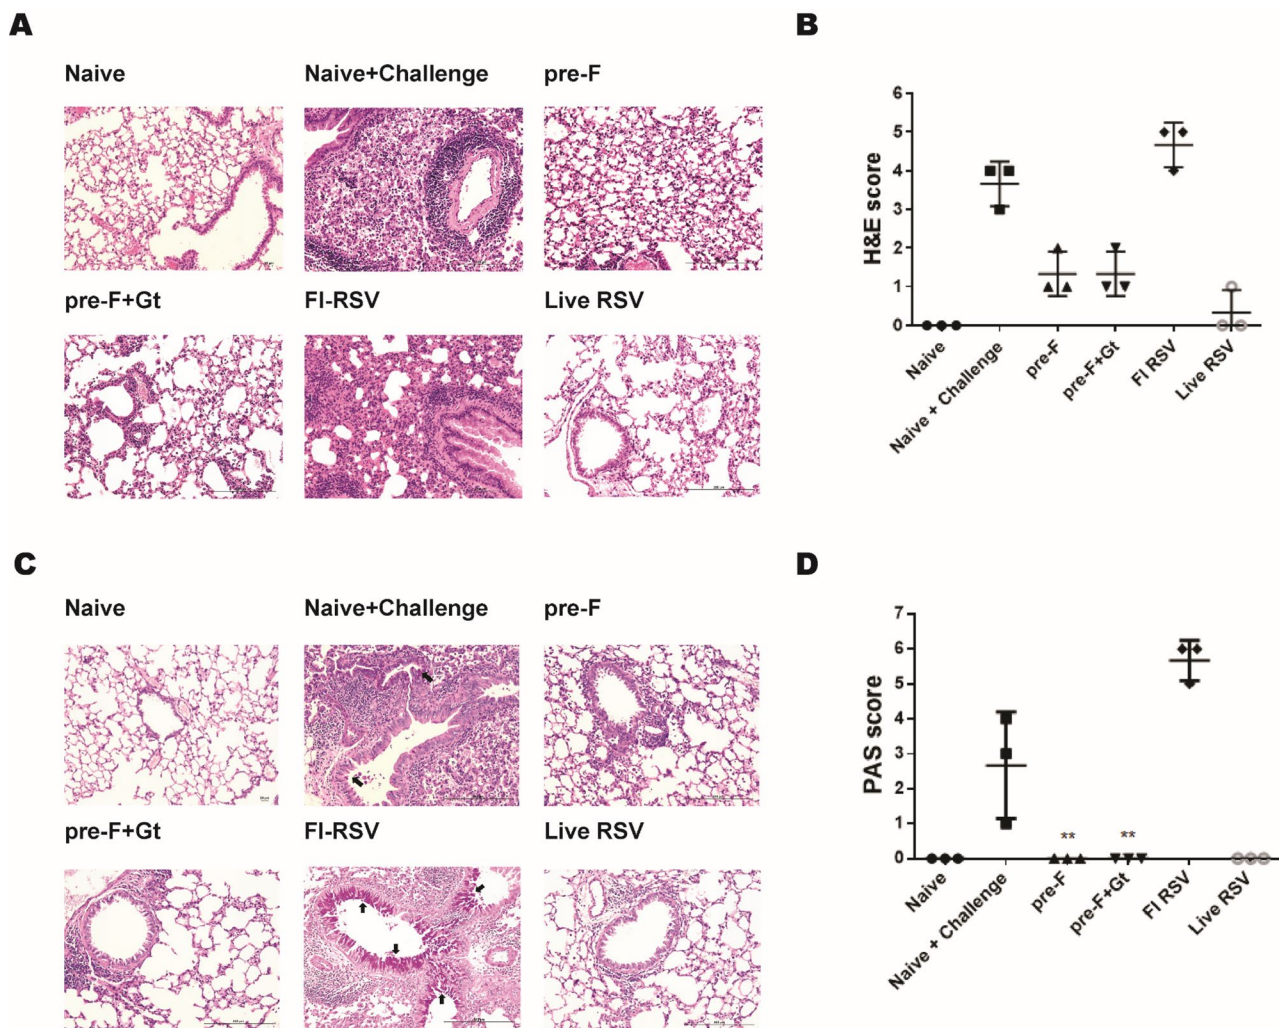 A
Naive
Naive+Challenge
pre-F
pre-F+Gt
FI-RSV
Live RSV
B
H&E score
6
5
4
3
2
1
0
Naive
Naive + Challenge
pre-F
pre-F+Gt
FI RSV
Live RSV
C
Naive
Naive+Challenge
pre-F
pre-F+Gt
FI-RSV
Live RSV
D
PAS score
7
6
5
4
3
2
1
0
**
**
Naive
Naive + Challenge
pre-F
pre-F+Gt
FI RSV
Live RSV